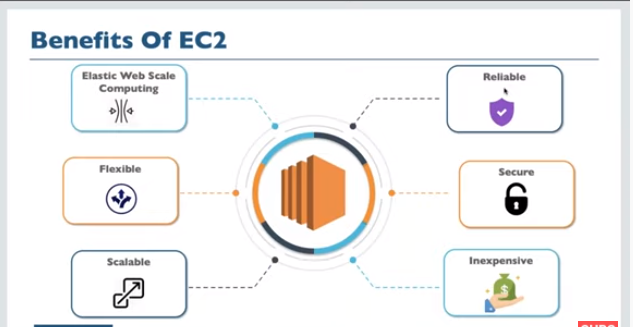 Benefits Of EC2
Elastic Web Scale
Computing
Reliable
Flexible
Secure
Scalable
Inexpensive